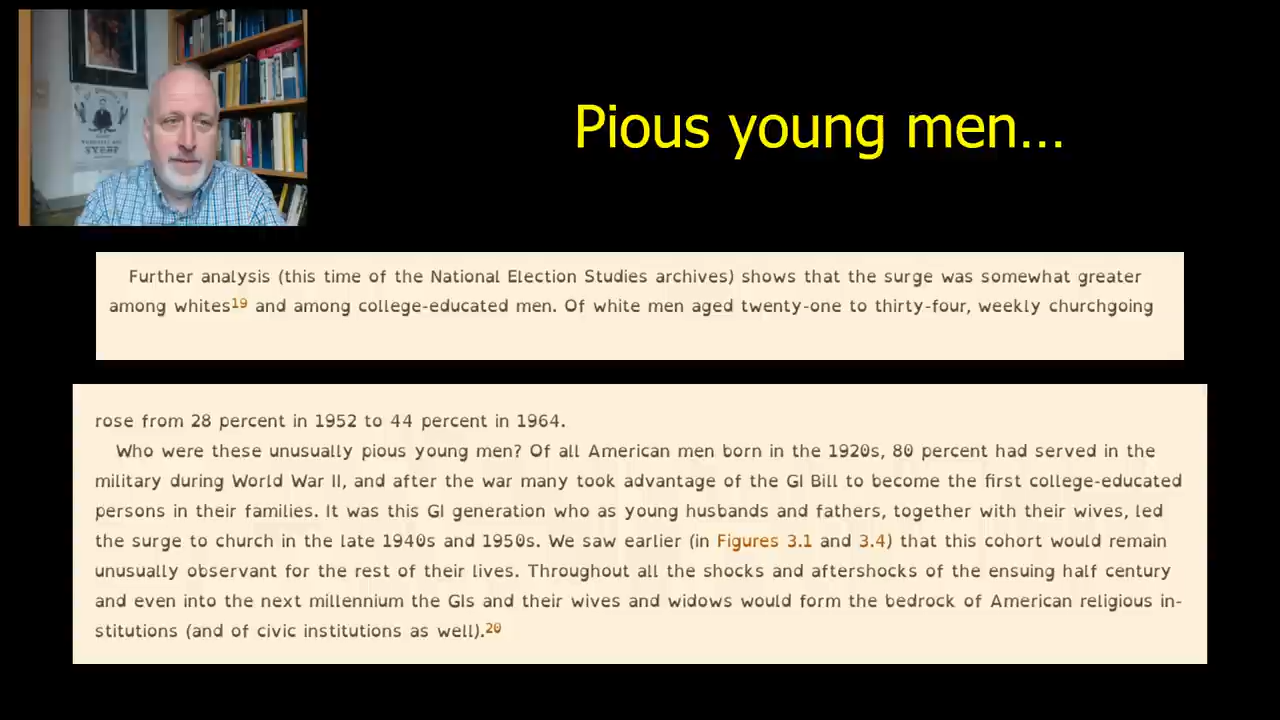 Pious young men...
Further analysis (this time of the National Election Studies archives) shows that the surge was somewhat greater
among whites19 and among college-educated men. Of white men aged twenty-one to thirty-four, weekly churchgoing
rose from 28 percent in 1952 to 44 percent in 1964.
Who were these unusually pious young men? Of all American men born in the 1920s, 80 percent had served in the
military during World War II, and after the war many took advantage of the GI Bill to become the first college-educated
persons in their families. It was this GI generation who as young husbands and fathers, together with their wives, led
the surge to church in the late 1940s and 1950s. We saw earlier (in Figures 3.1 and 3.4) that this cohort would remain
unusually observant for the rest of their lives. Throughout all the shocks and aftershocks of the ensuing half century
and even into the next millennium the GIs and their wives and widows would form the bedrock of American religious in-
stitutions (and of civic institutions as well).20